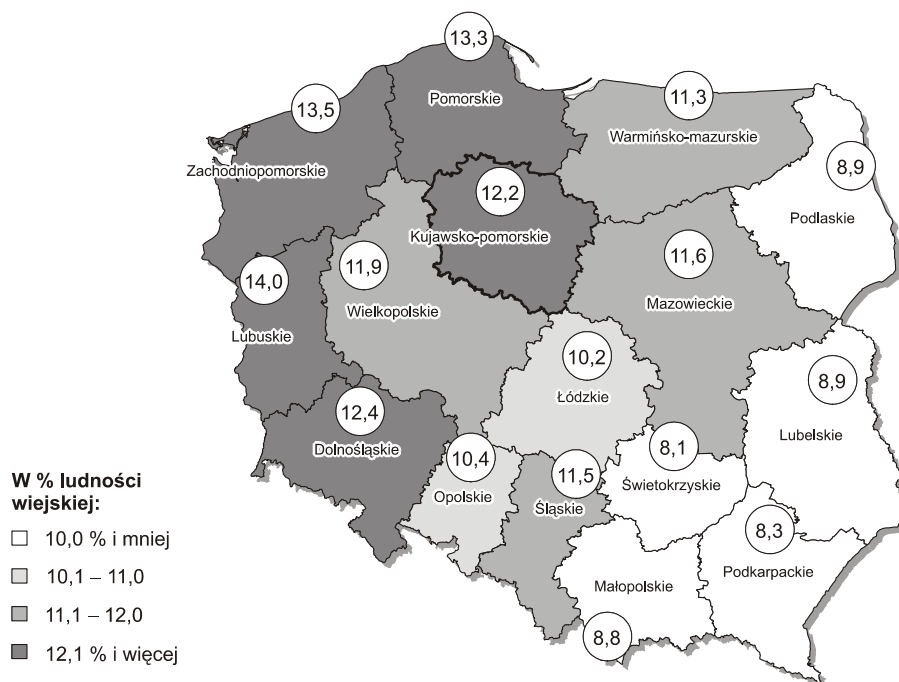 13,3
Pomorskie
13,5
Zachodniopomorskie
11,3
Warmińsko-mazurskie
8,9
Podlaskie
12,2
Kujawsko-pomorskie
14,0
Lubuskie
11,9
Wielkopolskie
11,6
Mazowieckie
10,2
Łódzkie
8,9
Lubelskie
12,4
Dolnośląskie
10,4
Opolskie
11,5
Śląskie
8,1
Świetokrzyskie
8,3
Podkarpackie
Małopolskie
8,8
W % ludności
wiejskiej:
10,0 % i mniej
10,1 – 11,0
11,1 – 12,0
12,1 % i więcej